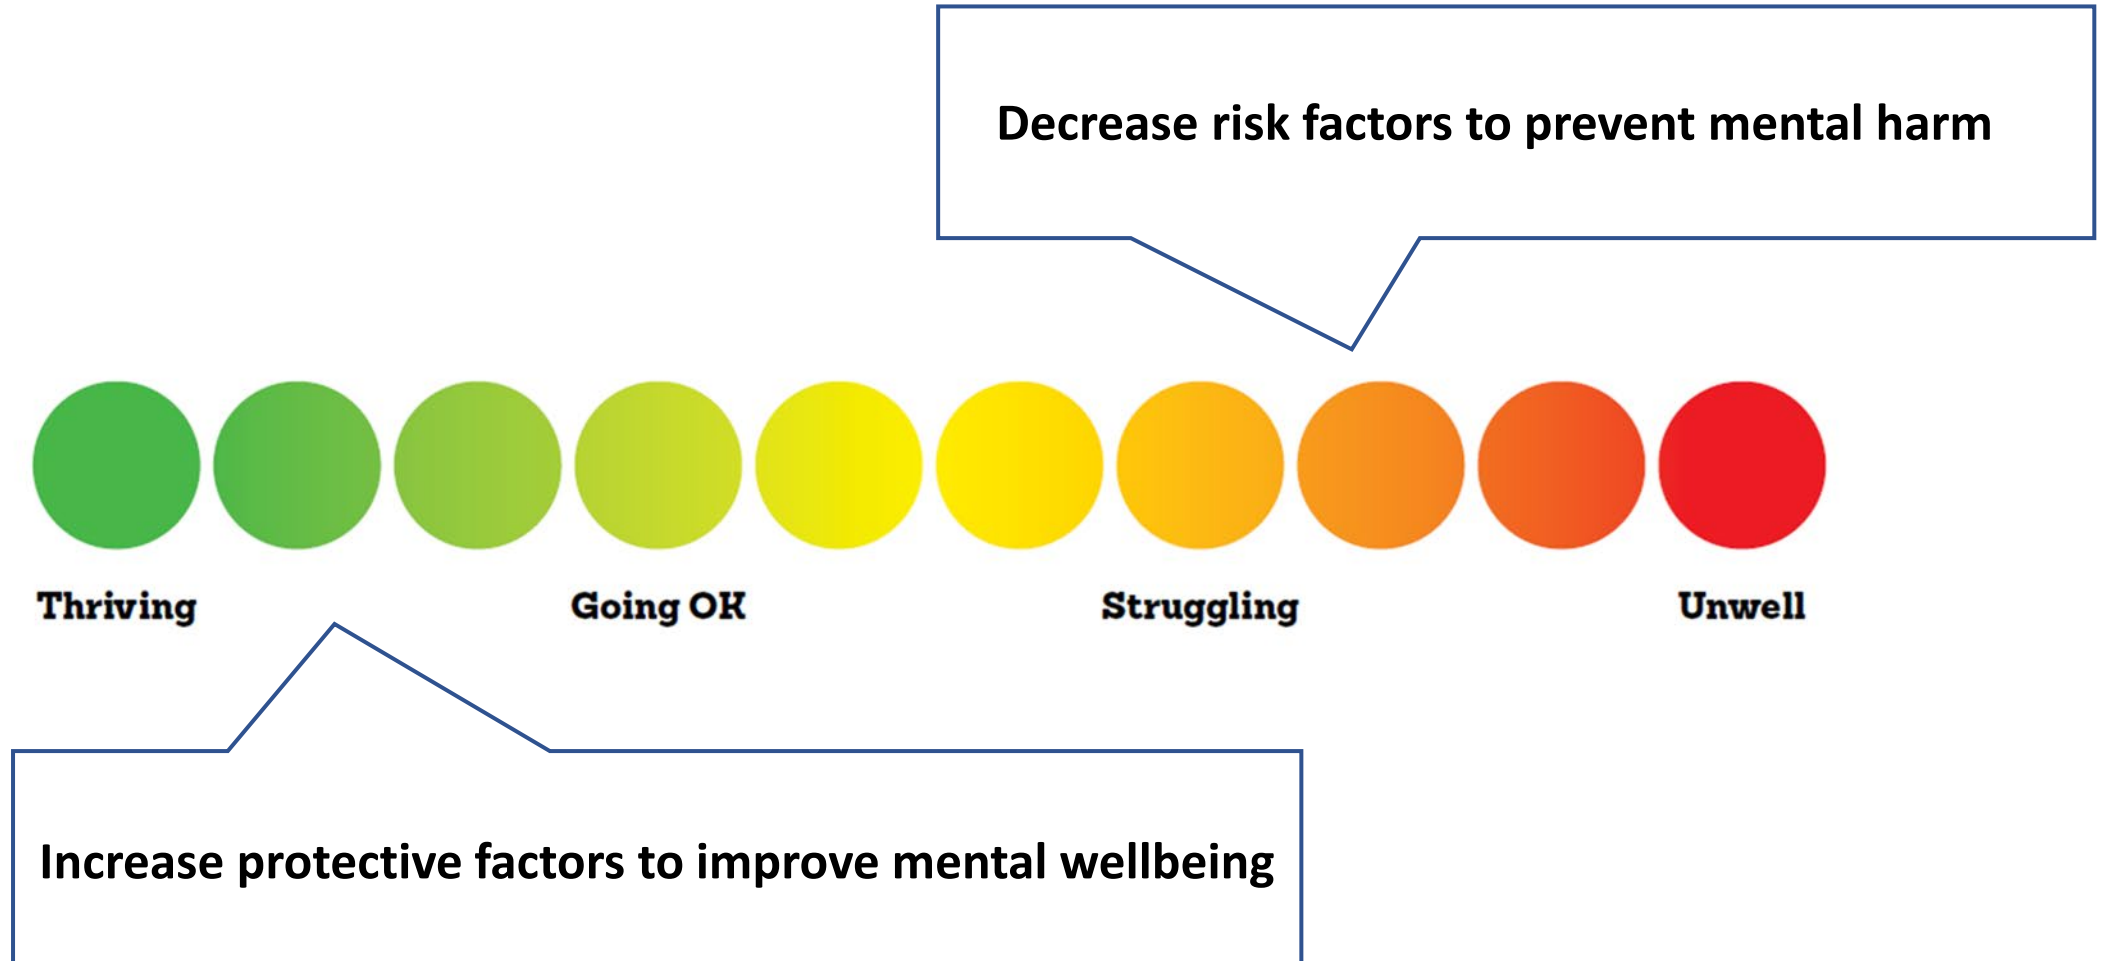 Decrease risk factors to prevent mental harm
Thriving
Going OK
Struggling
Unwell
Increase protective factors to improve mental wellbeing